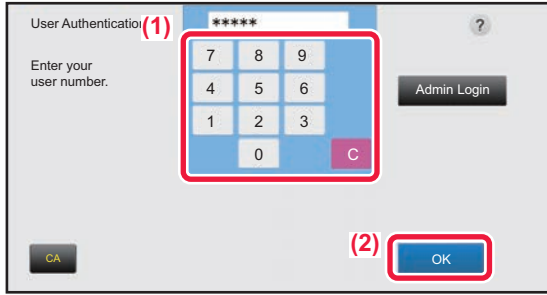 User Authentication
(1)
*****
?
Enter your
user number.
7 8 9
4 5 6
1 2 3
0 C
Admin Login
(2)
CA
OK